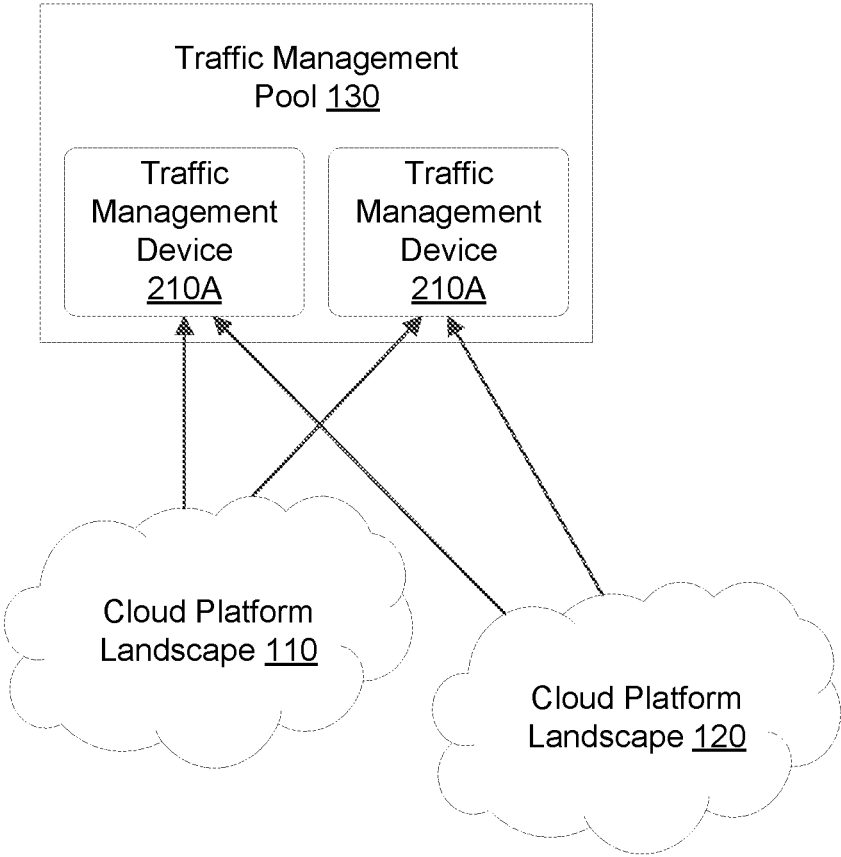 Traffic Management
Pool 130
Traffic
Management
Device
210A
Traffic
Management
Device
210A
Cloud Platform
Landscape 110
Cloud Platform
Landscape 120